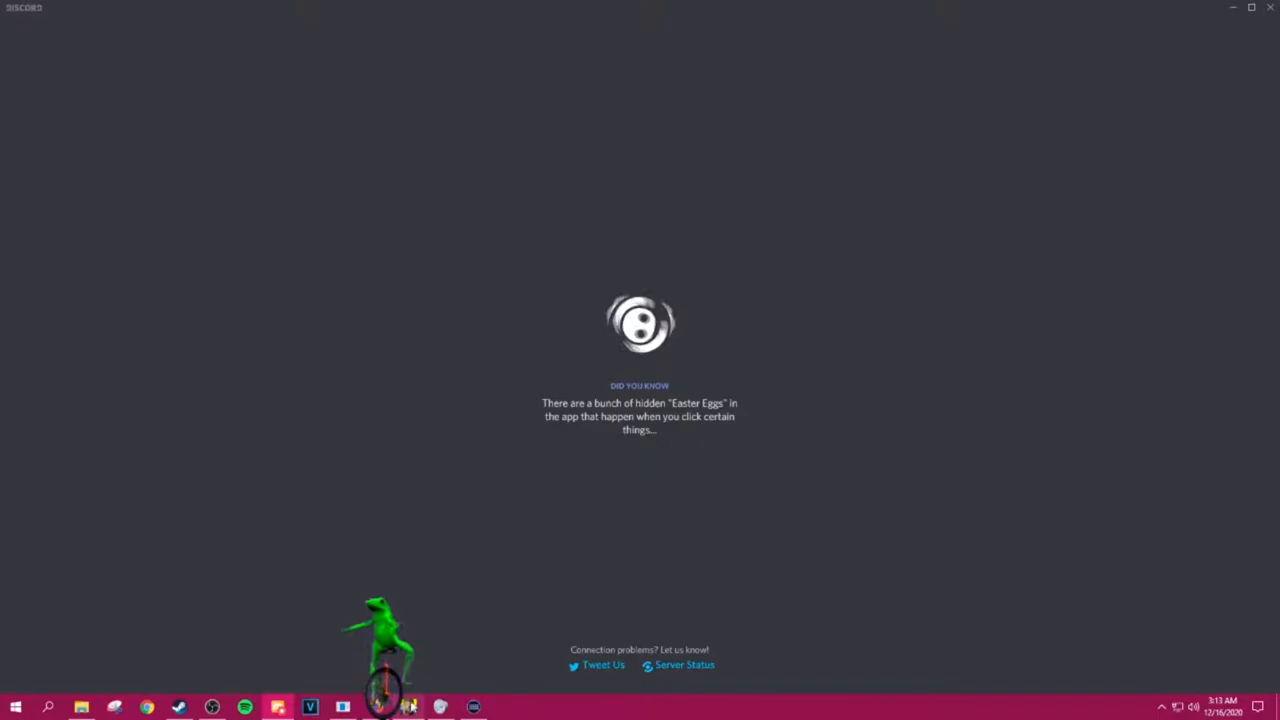 DISCORD
DID YOU KNOW
There are a bunch of hidden "Easter Eggs" in
the app that happen when you click certain
things...
Connection problems? Let us know!
Tweet Us Server Status
V
3:13 AM
12/16/2020